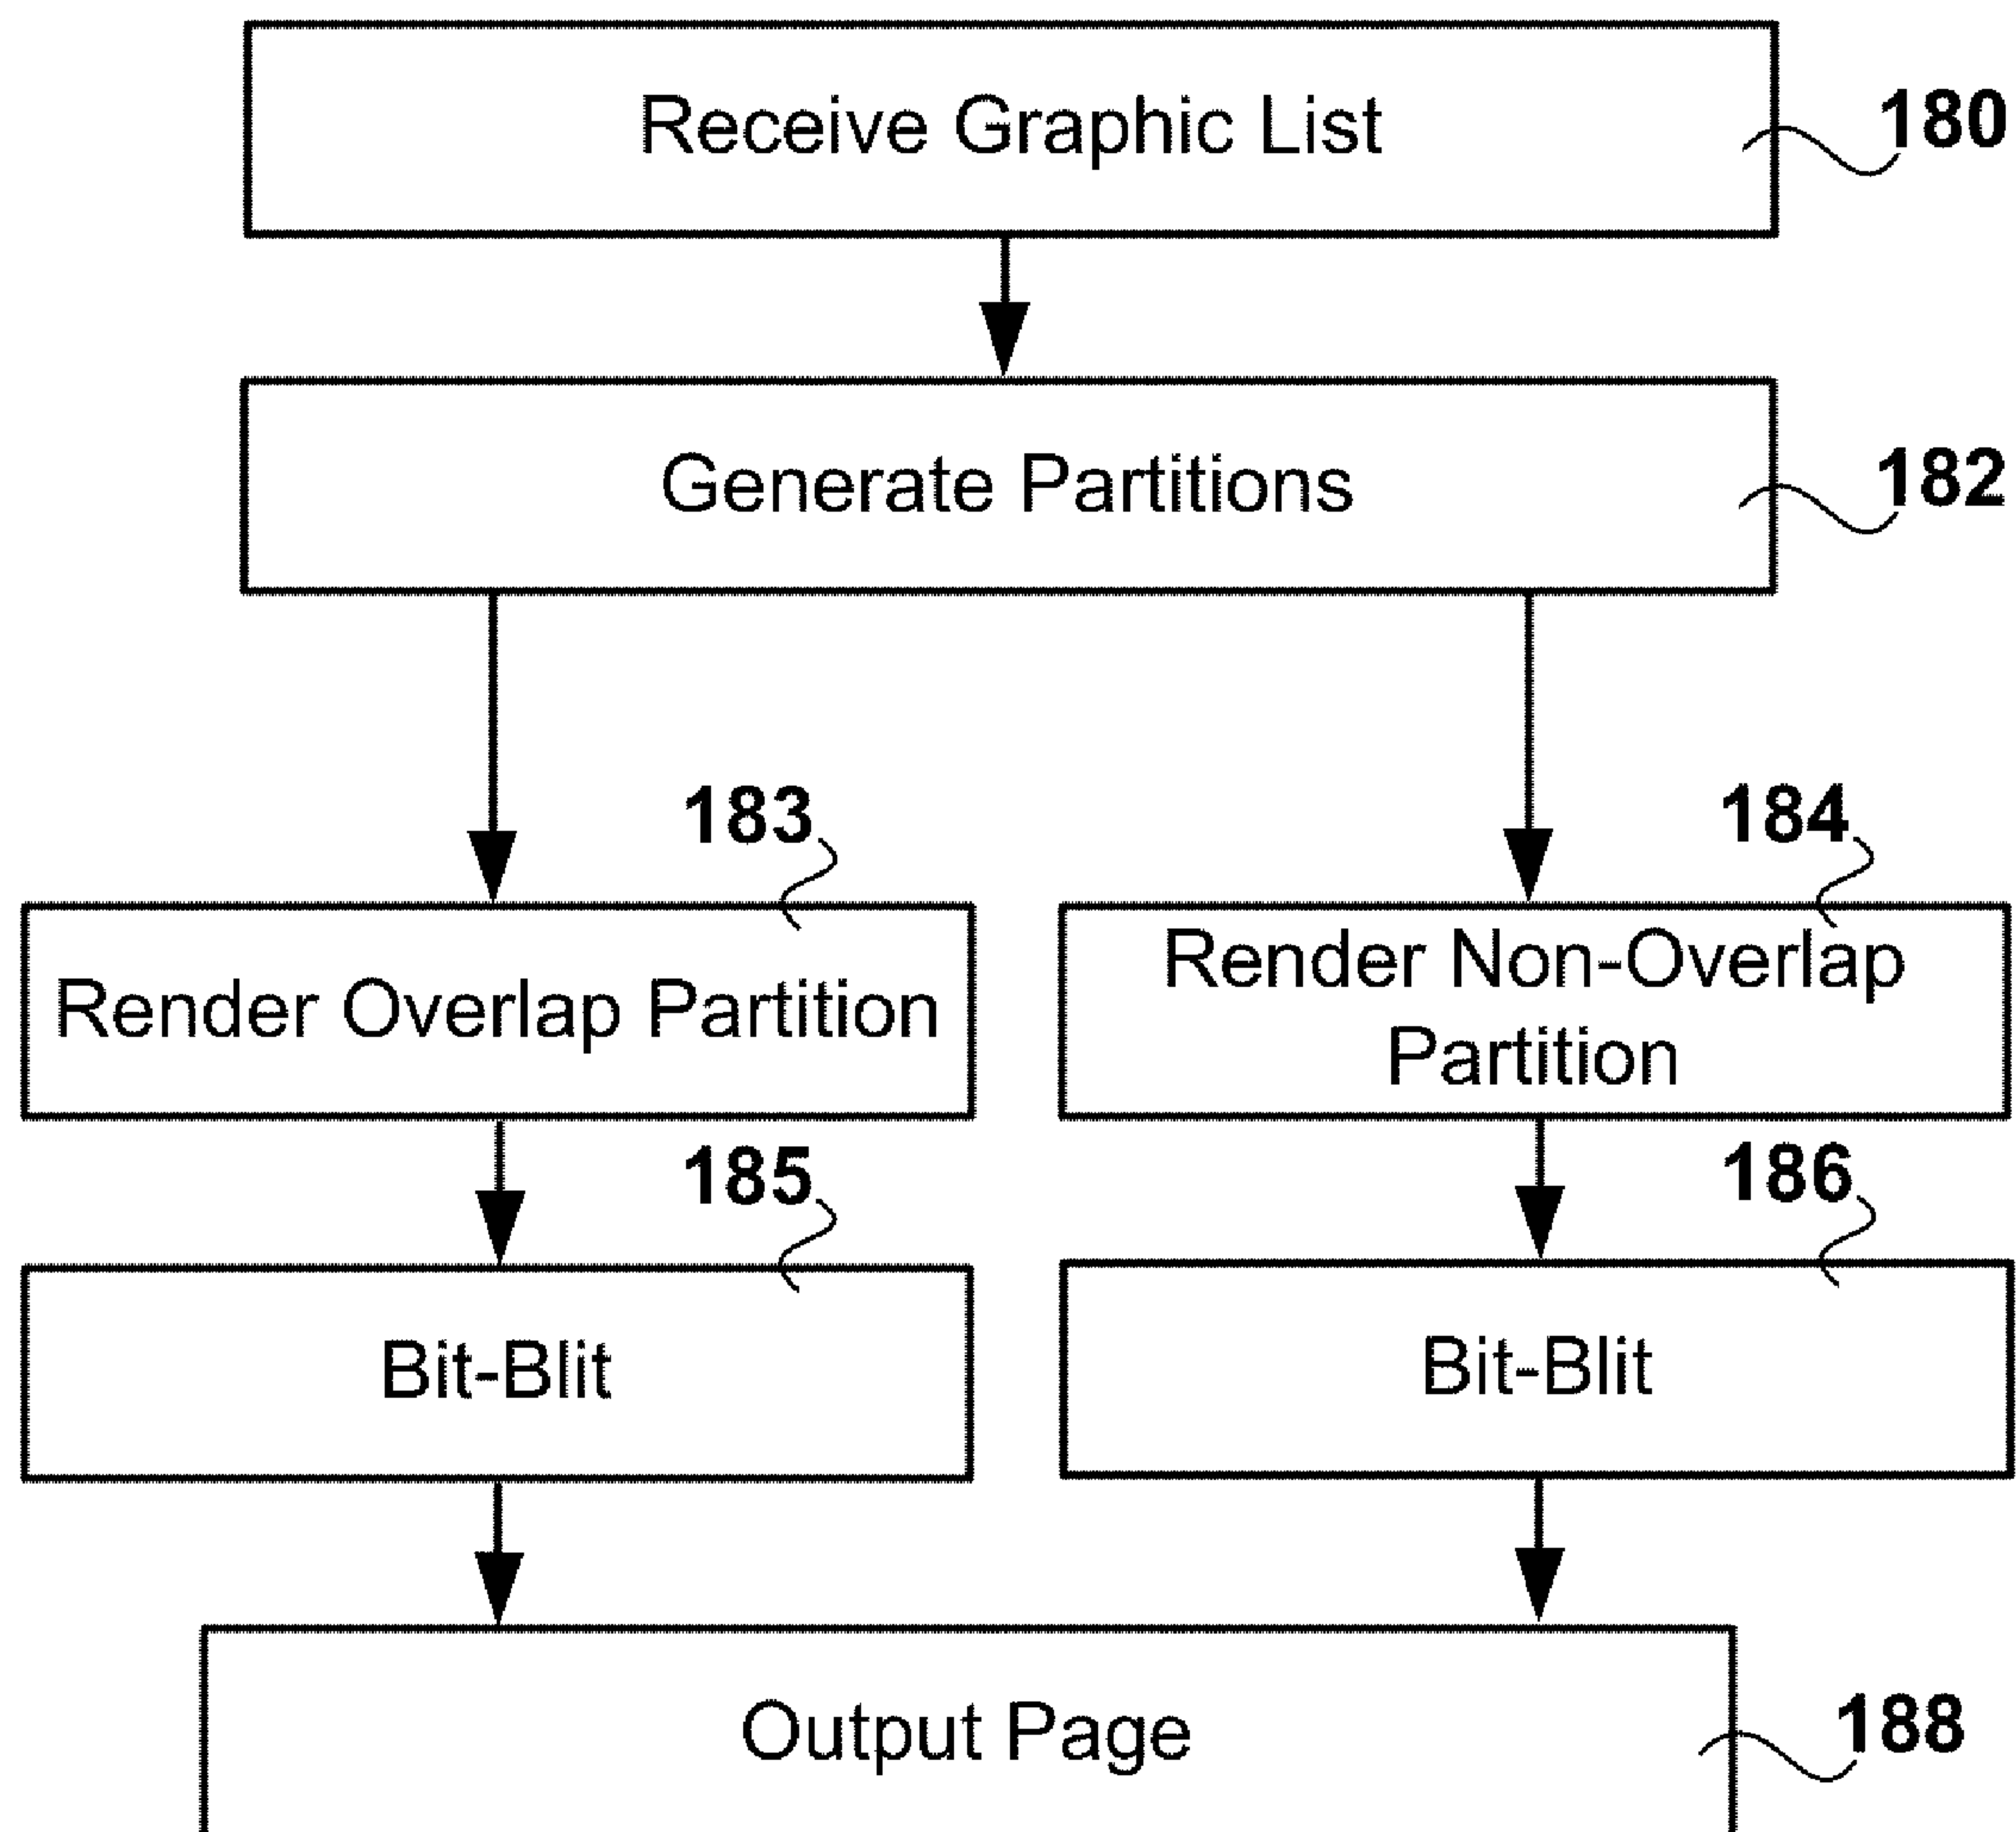 Receive Graphic List
180
Generate Partitions
182
183
184
Render Overlap Partition
Render Non-Overlap
Partition
185
186
Bit-Blit
Bit-Blit
Output Page
188